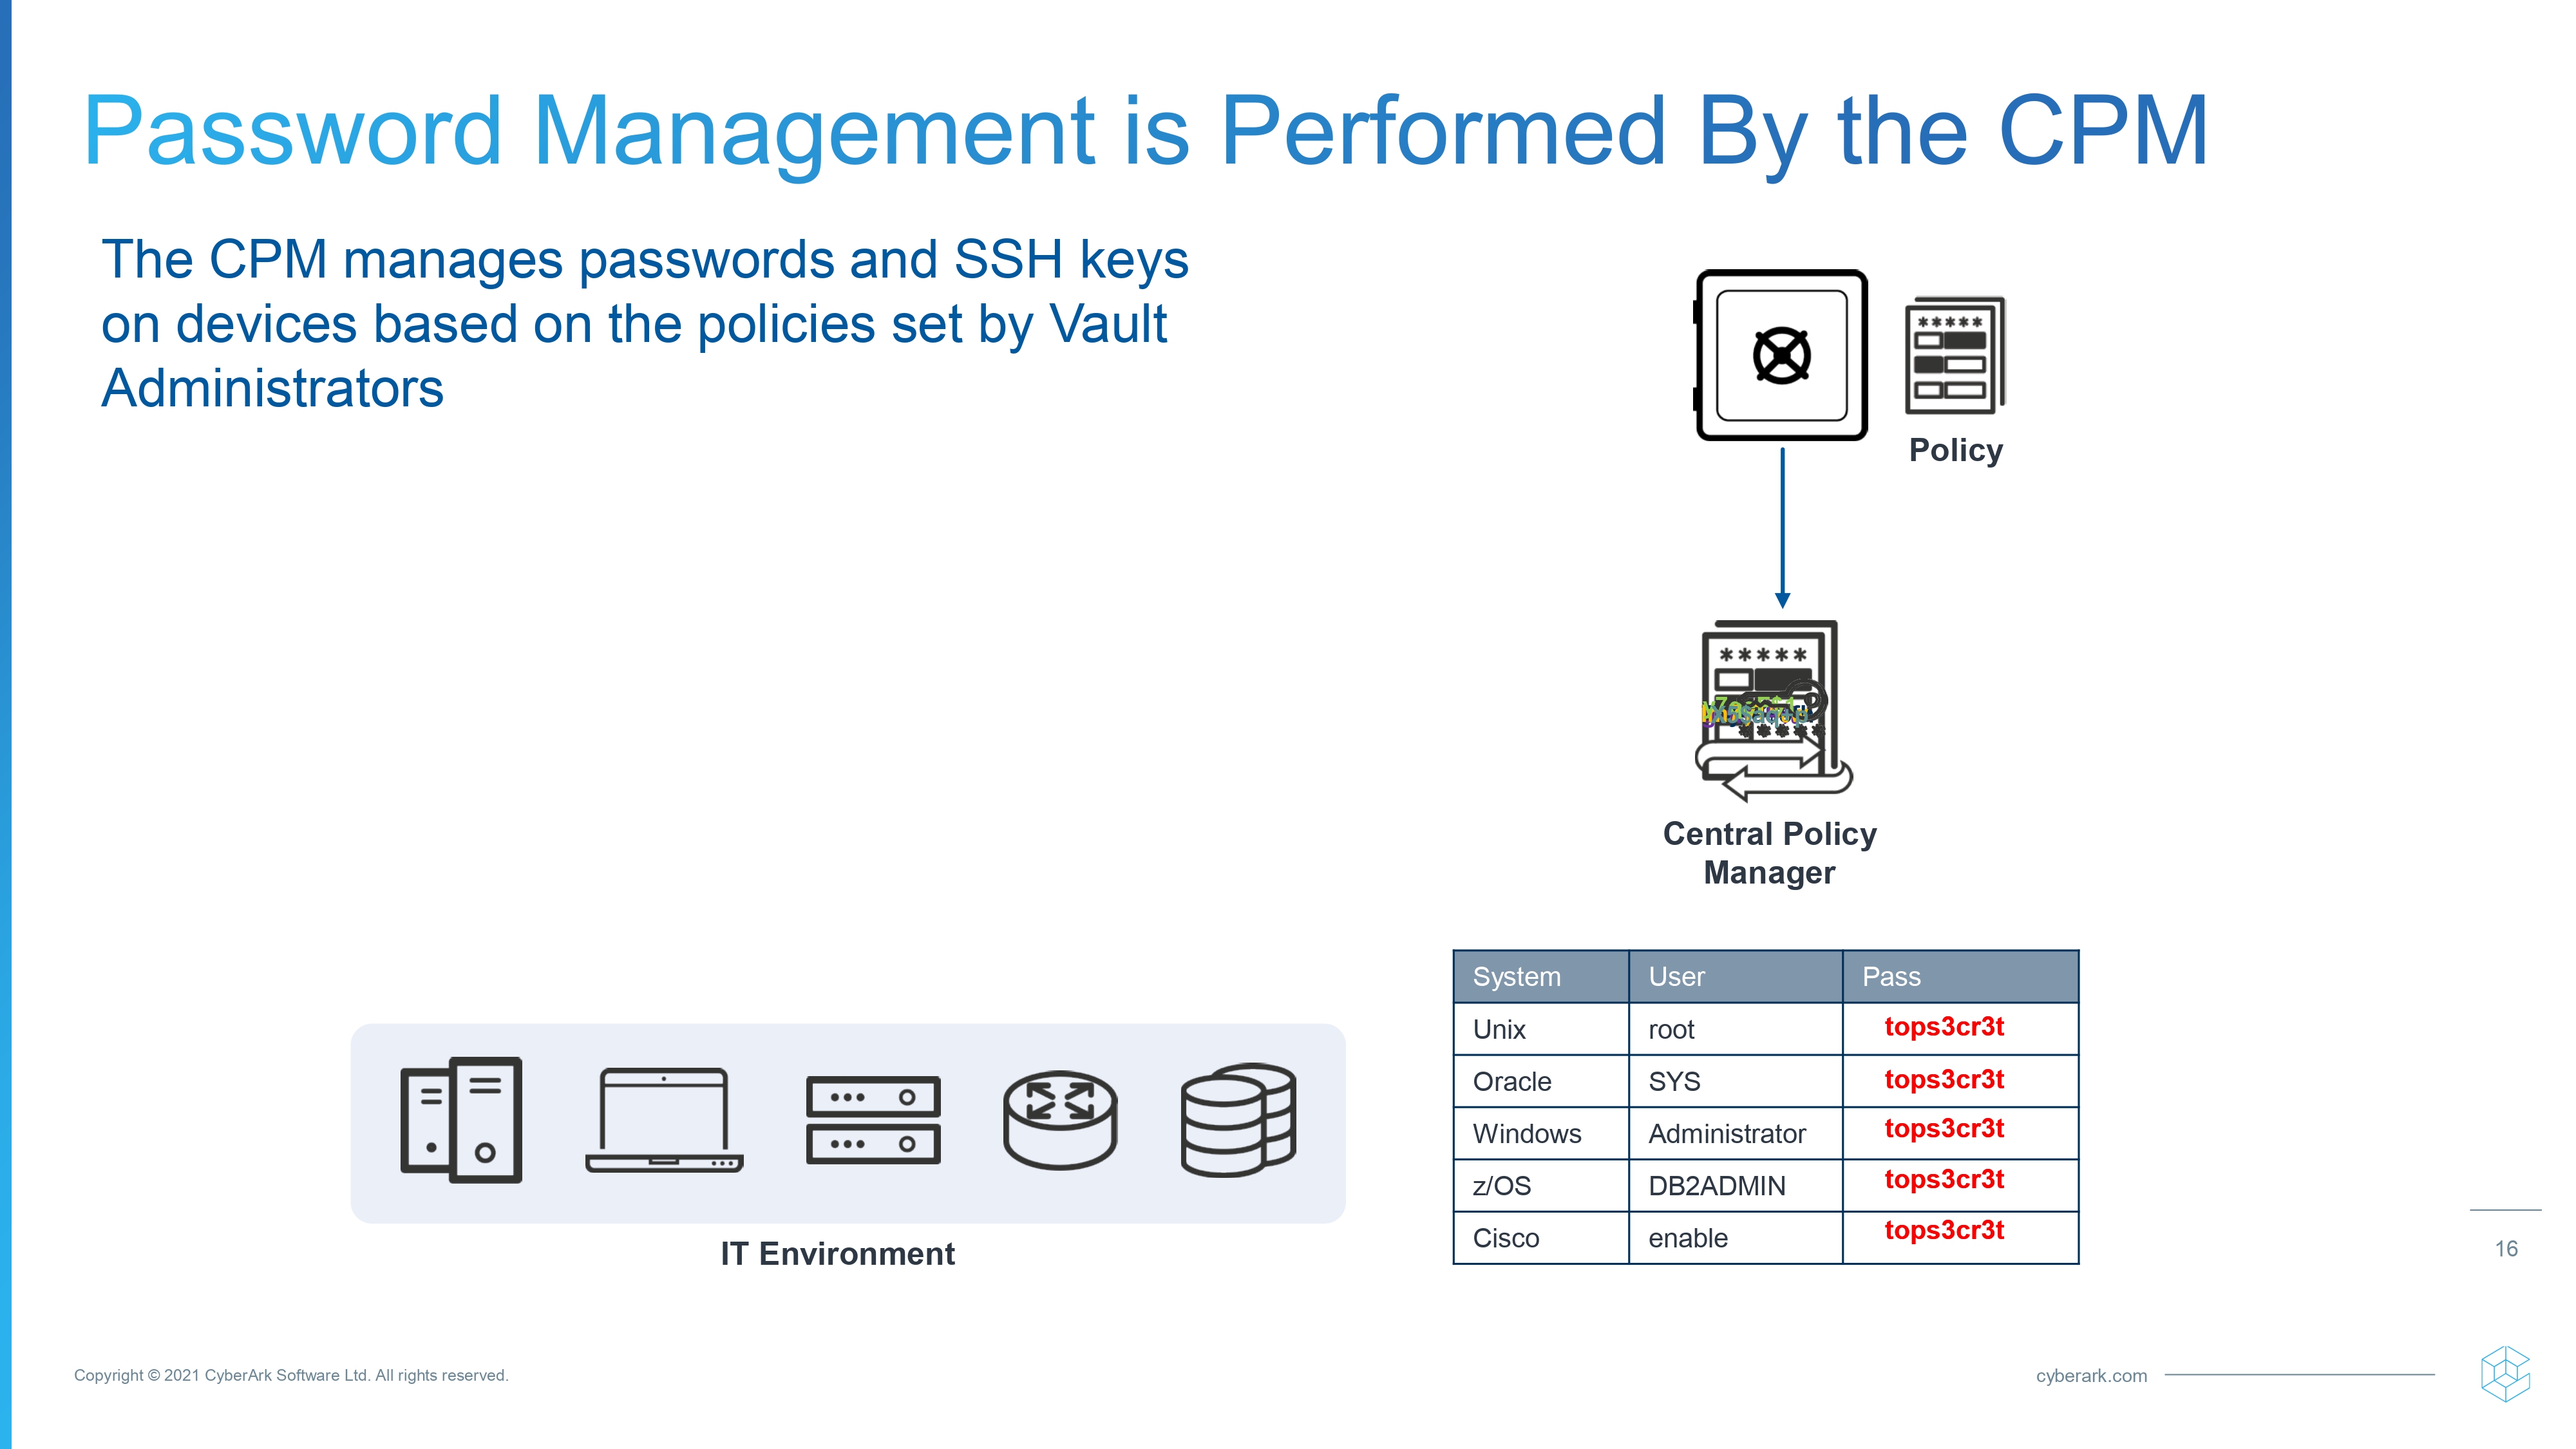 Password Management is Performed By the CPM
The CPM manages passwords and SSH keys
on devices based on the policies set by Vault
Administrators
*****
Policy
*****
Central Policy
Manager
System User Pass
Unix root tops3cr3t
Oracle SYS tops3cr3t
Windows Administrator tops3cr3t
z/OS DB2ADMIN tops3cr3t
Cisco enable tops3cr3t
IT Environment
16
Copyright © 2021 CyberArk Software Ltd. All rights reserved.
cyberark.com